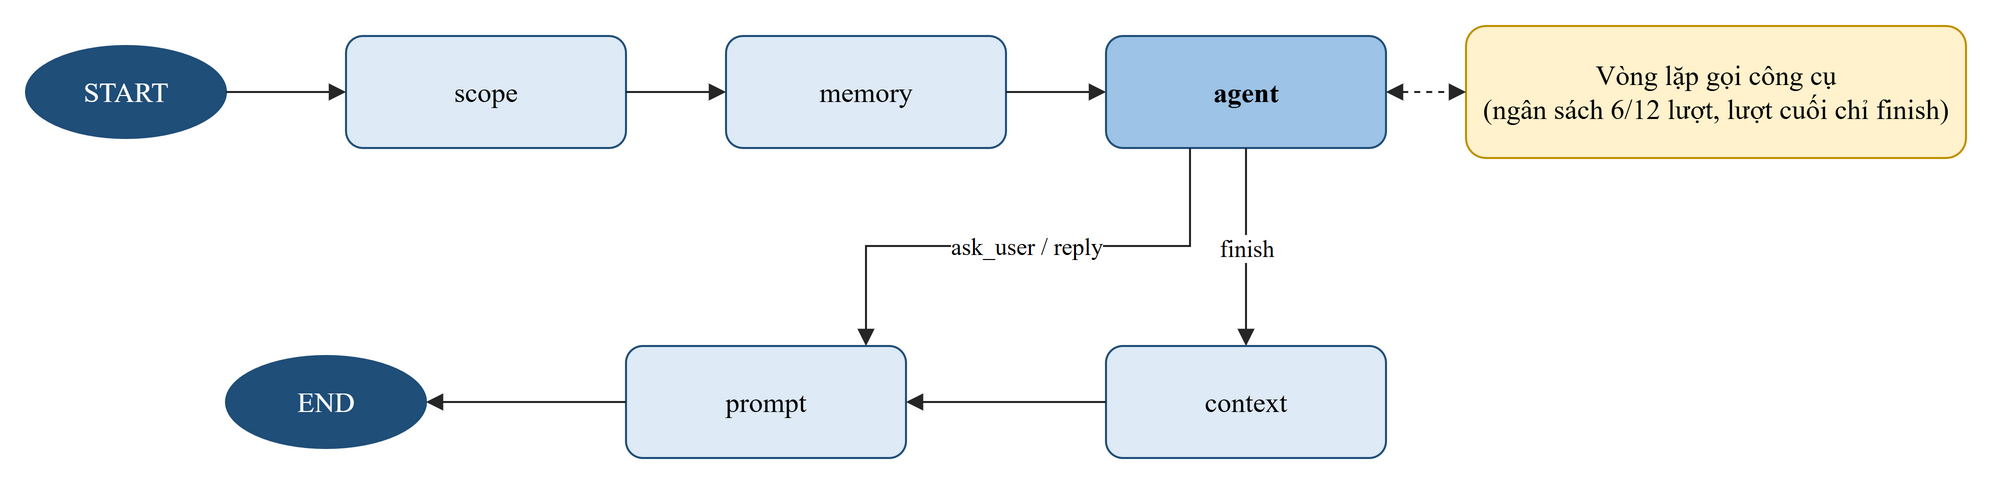 START
scope
memory
agent
Vòng lặp gọi công cụ
(ngân sách 6/12 lượt, lượt cuối chỉ finish)
ask_user / reply
finish
END
prompt
context